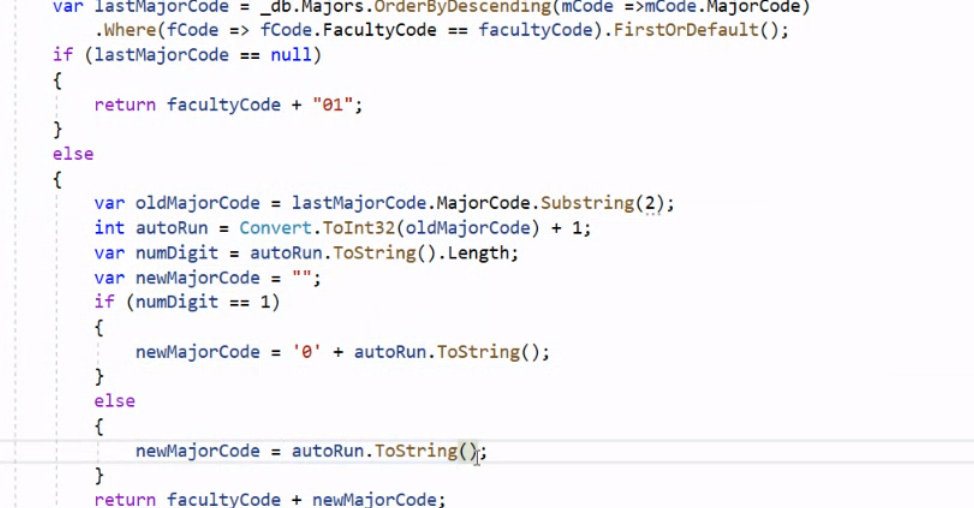 var lastMajorCode = _db.Majors.OrderByDescending(mCode =>mCode.MajorCode)
.Where(fCode => fCode.FacultyCode == facultyCode).FirstOrDefault();
if (lastMajorCode == null)
{
return facultyCode + "01";
}
else
{
var oldMajorCode = lastMajorCode.MajorCode.Substring(2);
int autoRun = Convert.ToInt32(oldMajorCode) + 1;
var numDigit = autoRun.ToString().Length;
var newMajorCode = "";
if (numDigit == 1)
{
newMajorCode = '0' + autoRun.ToString();
}
else
{
newMajorCode = autoRun.ToString();
}
return facultyCode + newMajorCode;